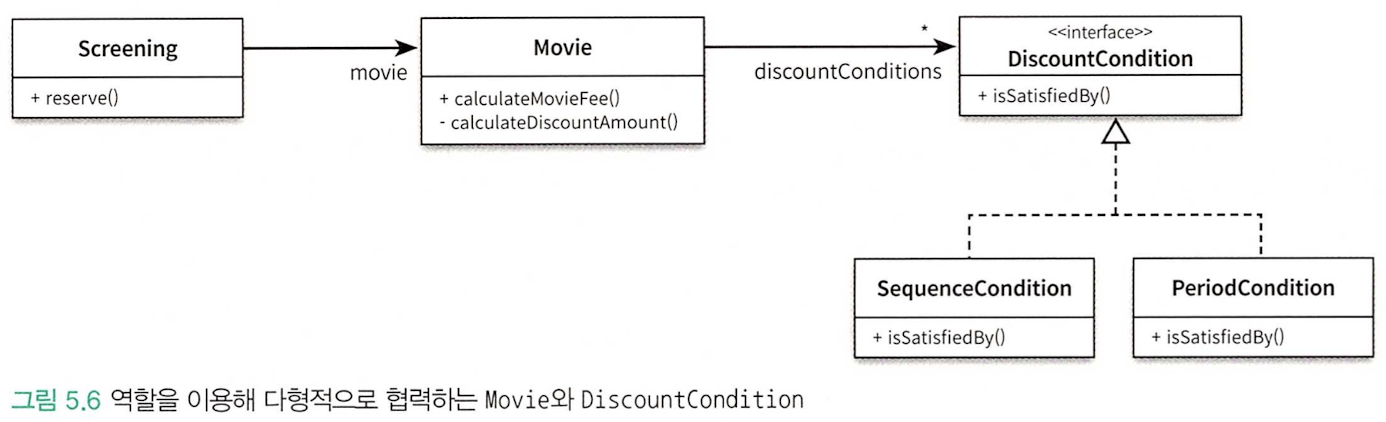 Screening
+ reserve()
movie
Movie
+ calculateMovieFee()
- calculateDiscountAmount()
*
discountConditions
<<interface>>
DiscountCondition
+ isSatisfiedBy()
SequenceCondition
+ isSatisfiedBy()
PeriodCondition
+ isSatisfiedBy()
그림 5.6 역할을 이용해 다형적으로 협력하는 Movie와 DiscountCondition